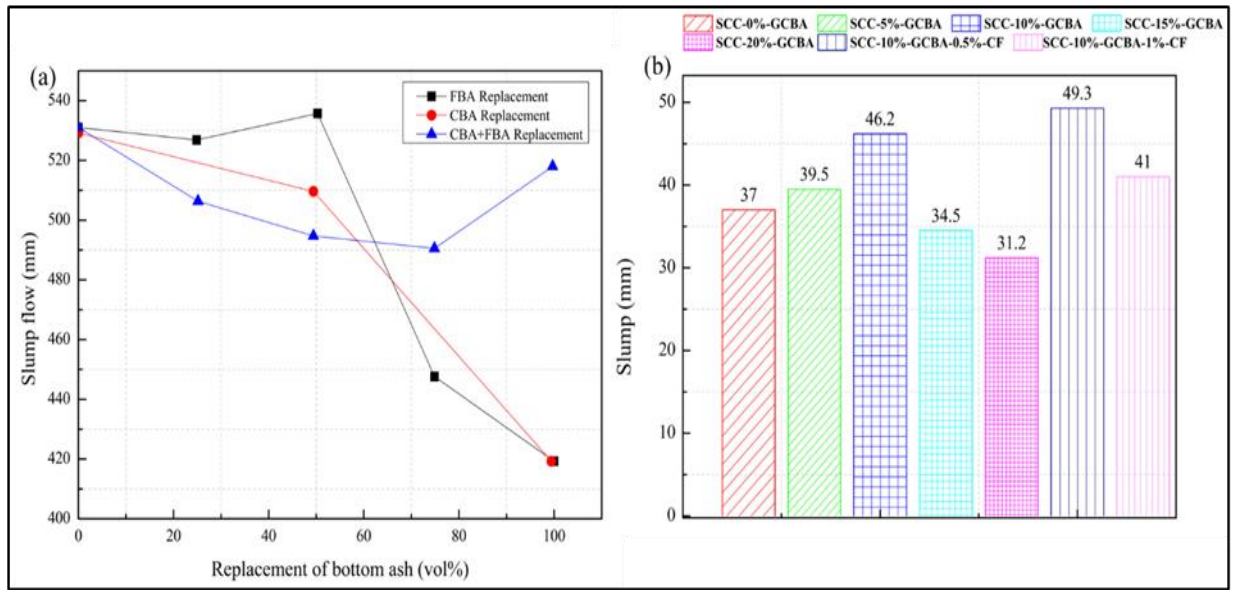 SCC-0%-GCBA SCC-5%-GCBA SCC-10%-GCBA SCC-15%-GCBA
SCC-20%-GCBA SCC-10%-GCBA-0.5%-CF SCC-10%-GCBA-1%-CF
(a)
FBA Replacement
CBA Replacement
CBA+FBA Replacement
540
520
500
480
460
440
420
400
Slump flow (mm)
0 20 40 60 80 100
Replacement of bottom ash (vol%)
(b)
50
40
30
20
10
0
Slump (mm)
37
39.5
46.2
34.5
31.2
49.3
41